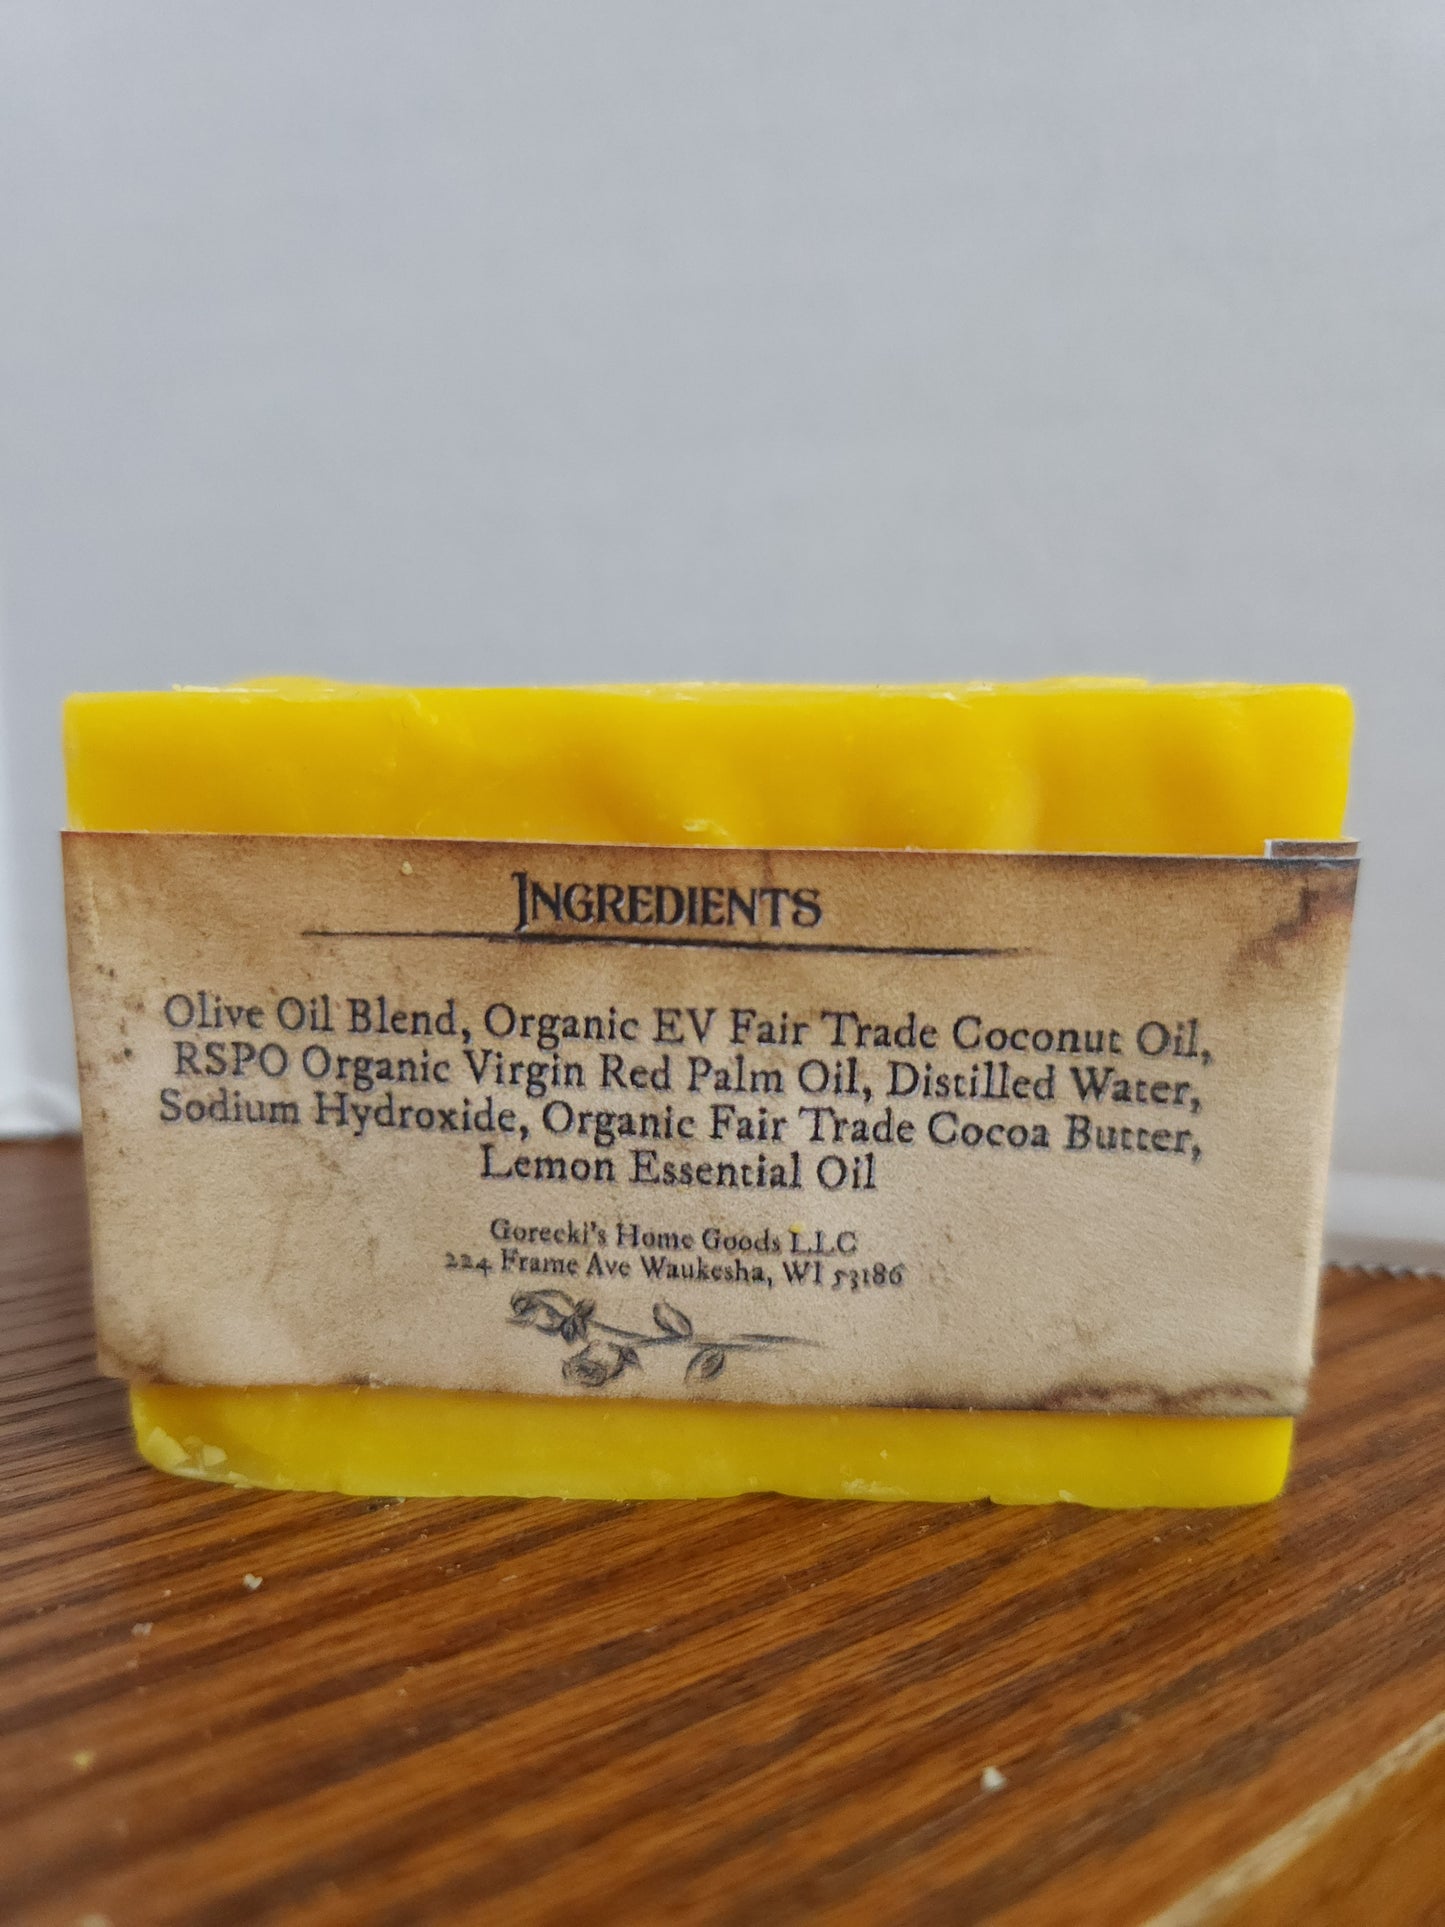 Ingredients
Olive Oil Blend, Organic EV Fair Trade Coconut Oil,
RSPO Organic Virgin Red Palm Oil, Distilled Water,
Sodium Hydroxide, Organic Fair Trade Cocoa Butter,
Lemon Essential Oil
Gorecki's Home Goods LLC
224 Frame Ave Waukesha, WI 53186